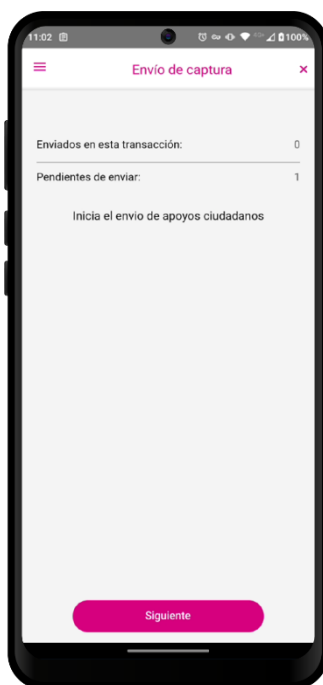 11:02 100%
Envío de captura ×
Enviados en esta transacción: 0
Pendientes de enviar: 1
Inicia el envio de apoyos ciudadanos
Siguiente